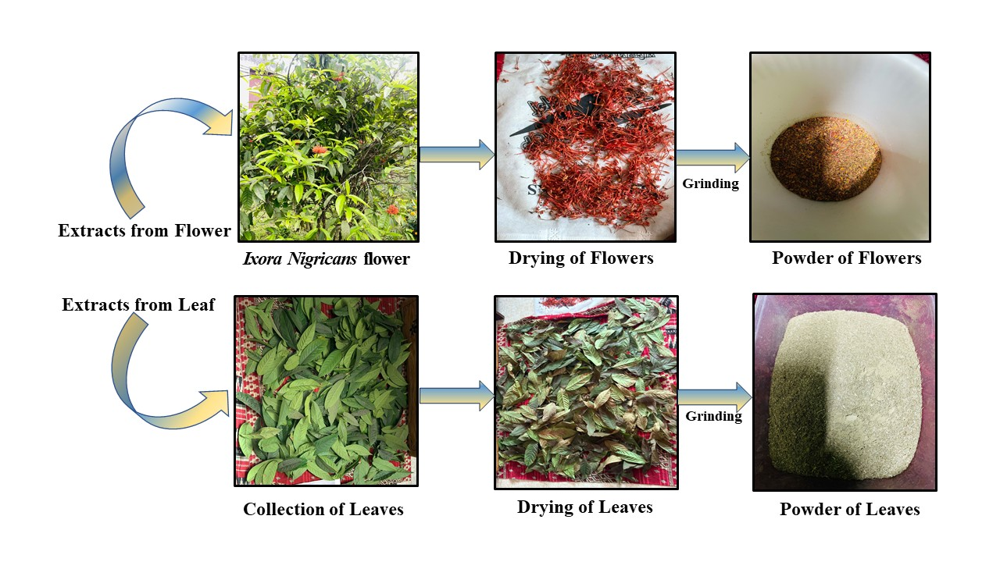 Extracts from Flower
Ixora Nigricans flower
Drying of Flowers
Grinding
Powder of Flowers
Extracts from Leaf
Collection of Leaves
Drying of Leaves
Grinding
Powder of Leaves